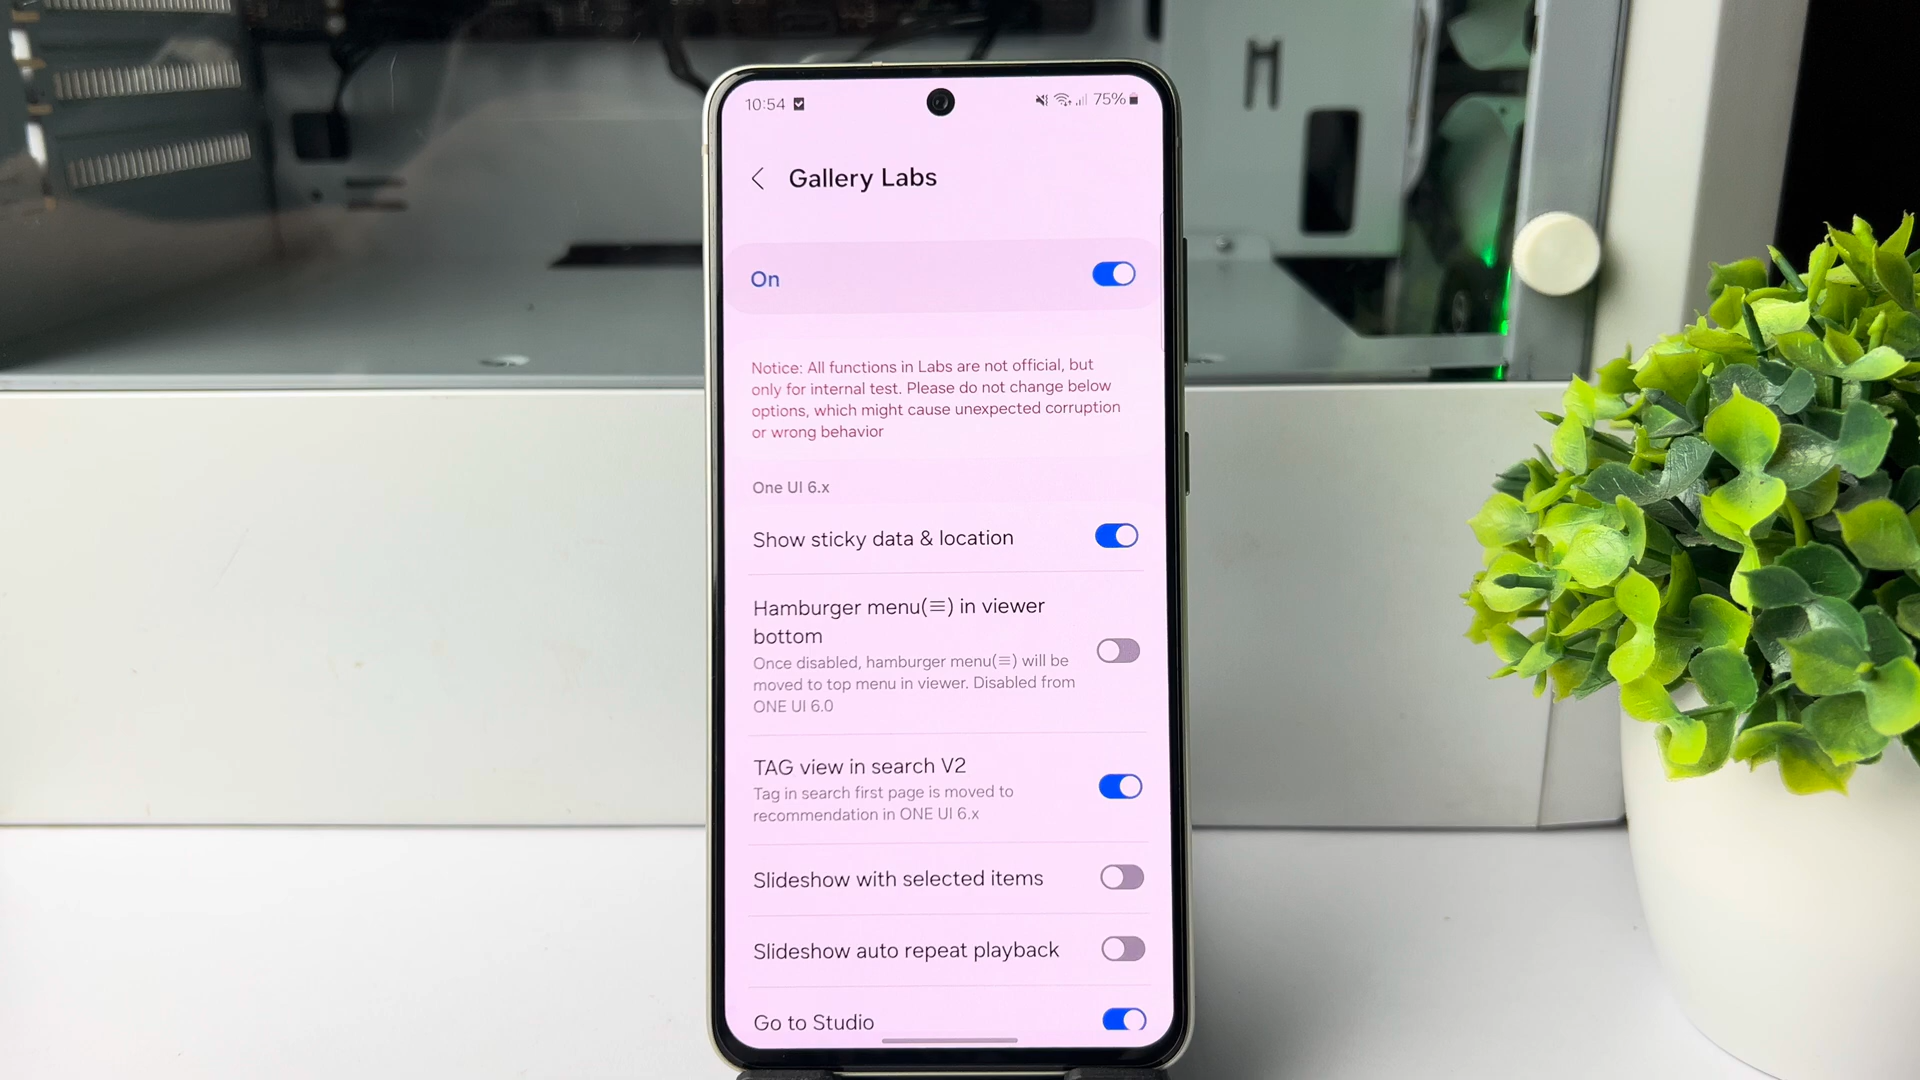 10:54
75%
Gallery Labs
On
Notice: All functions in Labs are not official, but
only for internal test. Please do not change below
options, which might cause unexpected corruption
or wrong behavior
One UI 6.x
Show sticky data & location
Hamburger menu(≡) in viewer
bottom
Once disabled, hamburger menu(≡) will be
moved to top menu in viewer. Disabled from
ONE UI 6.0
TAG view in search V2
Tag in search first page is moved to
recommendation in ONE UI 6.x
Slideshow with selected items
Slideshow auto repeat playback
Go to Studio